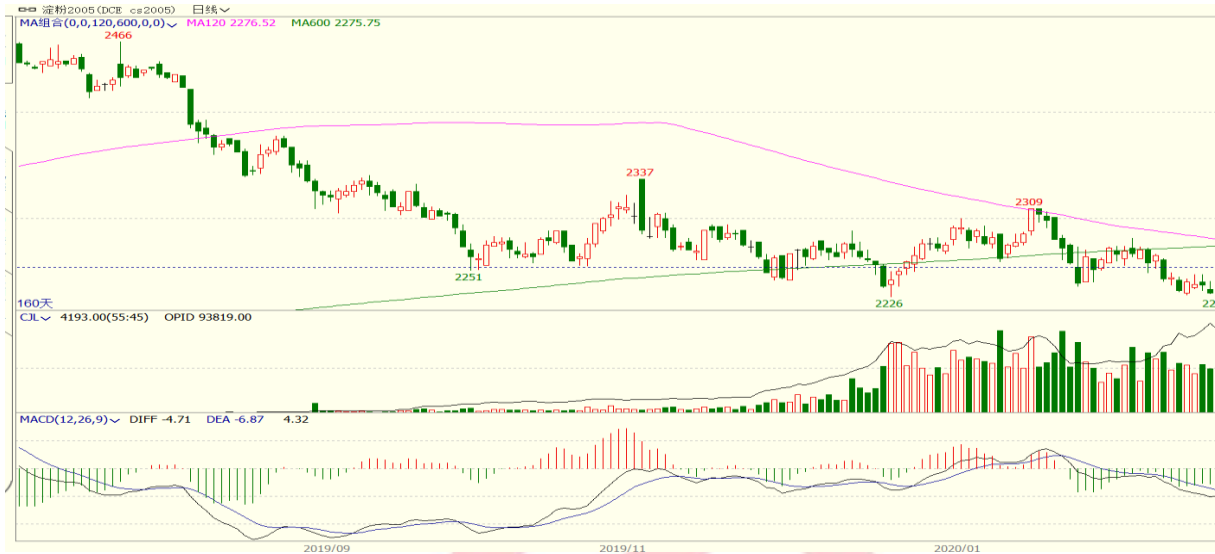 淀粉2005(DCE cs2005) 日线
MA组合(0,0,120,600,0,0) MA120 2276.52 MA600 2275.75
2466
2337
2309
2251
2226
22
160天
CJL 4193.00(55:45) OPID 93819.00
MACD(12,26,9) DIFF -4.71 DEA -6.87 4.32
2019/09 2019/11 2020/01